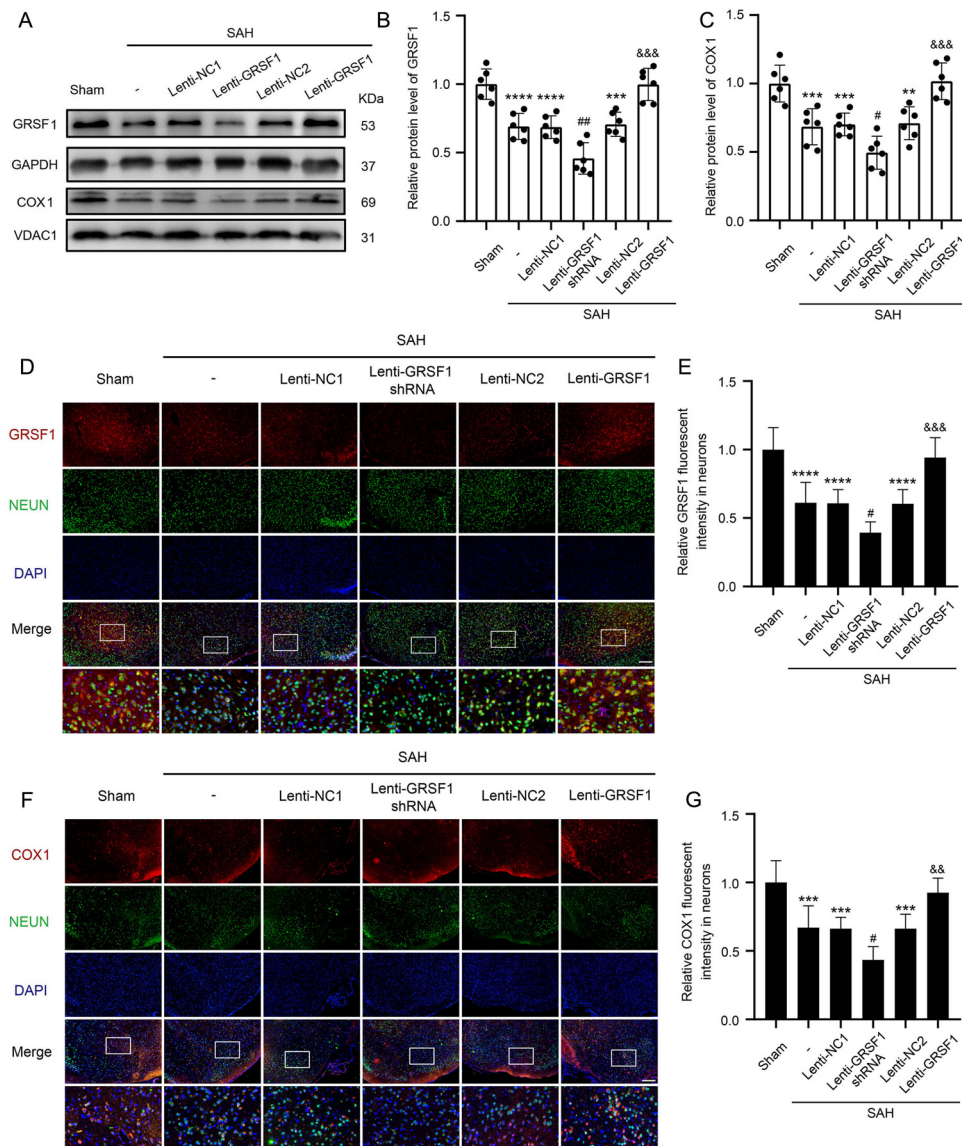 A
SAH
Sham
-
Lenti-NC1
Lenti-GRSF1
Lenti-NC2
Lenti-GRSF1
KDa
GRSF1
53
GAPDH
37
COX 1
69
VDAC1
31
B
Relative protein level of GRSF1
1.5
1.0
0.5
0.0
****
****
##
***
&&&
Sham
-
Lenti-NC1
Lenti-GRSF1
shRNA
Lenti-NC2
Lenti-GRSF1
SAH
C
Relative protein level of COX 1
1.5
1.0
0.5
0.0
***
***
#
**
&&&
Sham
-
Lenti-NC1
Lenti-GRSF1
shRNA
Lenti-NC2
Lenti-GRSF1
SAH
D
SAH
Sham
-
Lenti-NC1
Lenti-GRSF1
shRNA
Lenti-NC2
Lenti-GRSF1
GRSF1
NEUN
DAPI
Merge
E
Relative GRSF1 fluorescent
intensity in neurons
1.5
1.0
0.5
0.0
****
****
#
****
&&&
Sham
-
Lenti-NC1
Lenti-GRSF1
shRNA
Lenti-NC2
Lenti-GRSF1
SAH
F
SAH
Sham
-
Lenti-NC1
Lenti-GRSF1
shRNA
Lenti-NC2
Lenti-GRSF1
COX1
NEUN
DAPI
Merge
G
Relative COX1 fluorescent
intensity in neurons
1.5
1.0
0.5
0.0
***
***
#
***
&&
Sham
-
Lenti-NC1
Lenti-GRSF1
shRNA
Lenti-NC2
Lenti-GRSF1
SAH